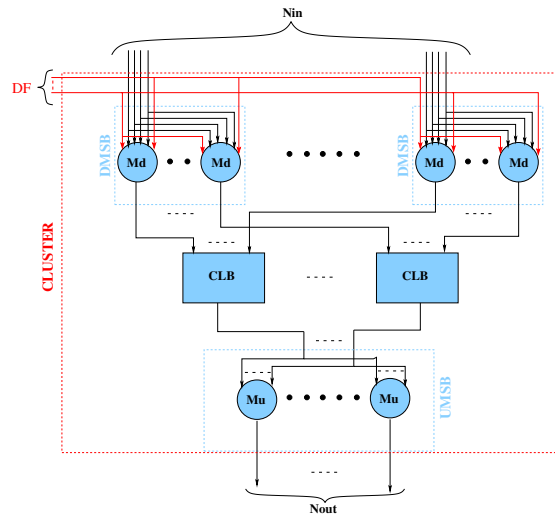 Nin
DF
DMSB
Md
Md
DMSB
Md
Md
CLUSTER
CLB
CLB
Mu
Mu
UMSB
Nout